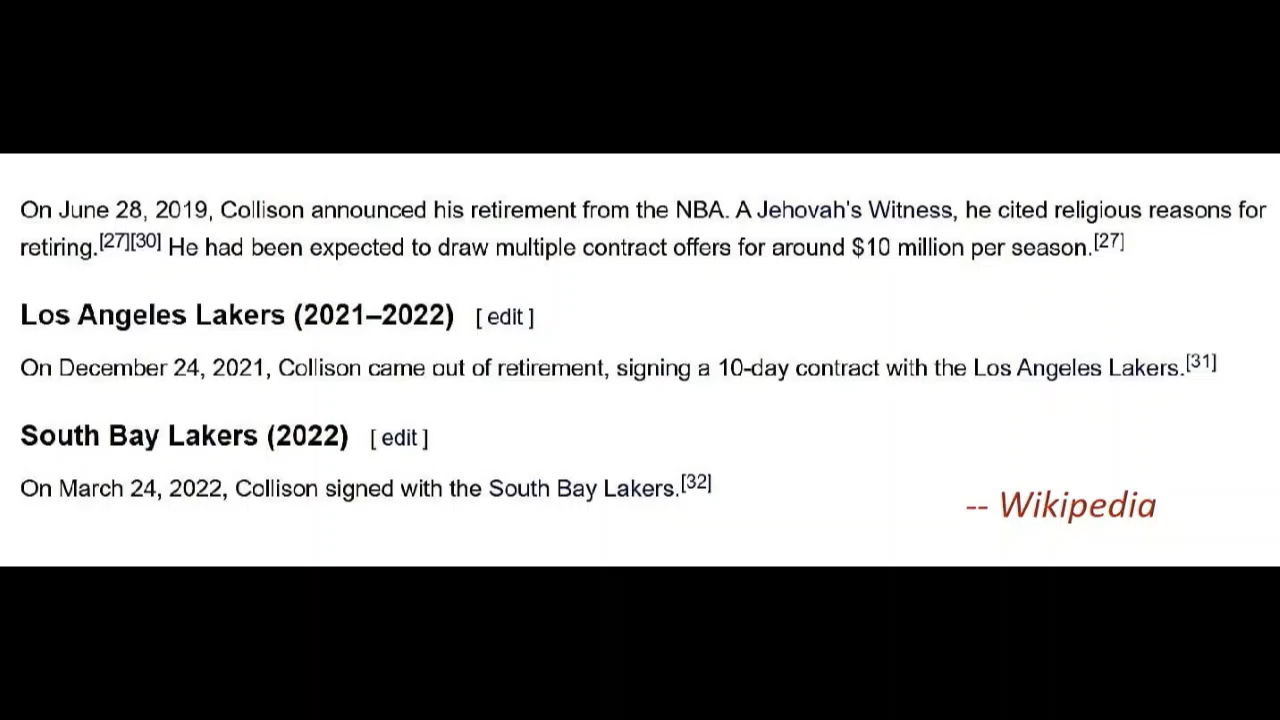 On June 28, 2019, Collison announced his retirement from the NBA. A Jehovah's Witness, he cited religious reasons for
retiring.[27][30] He had been expected to draw multiple contract offers for around $10 million per season.[27]
Los Angeles Lakers (2021–2022) [ edit ]
On December 24, 2021, Collison came out of retirement, signing a 10-day contract with the Los Angeles Lakers.[31]
South Bay Lakers (2022) [ edit ]
On March 24, 2022, Collison signed with the South Bay Lakers.[32]
-- Wikipedia